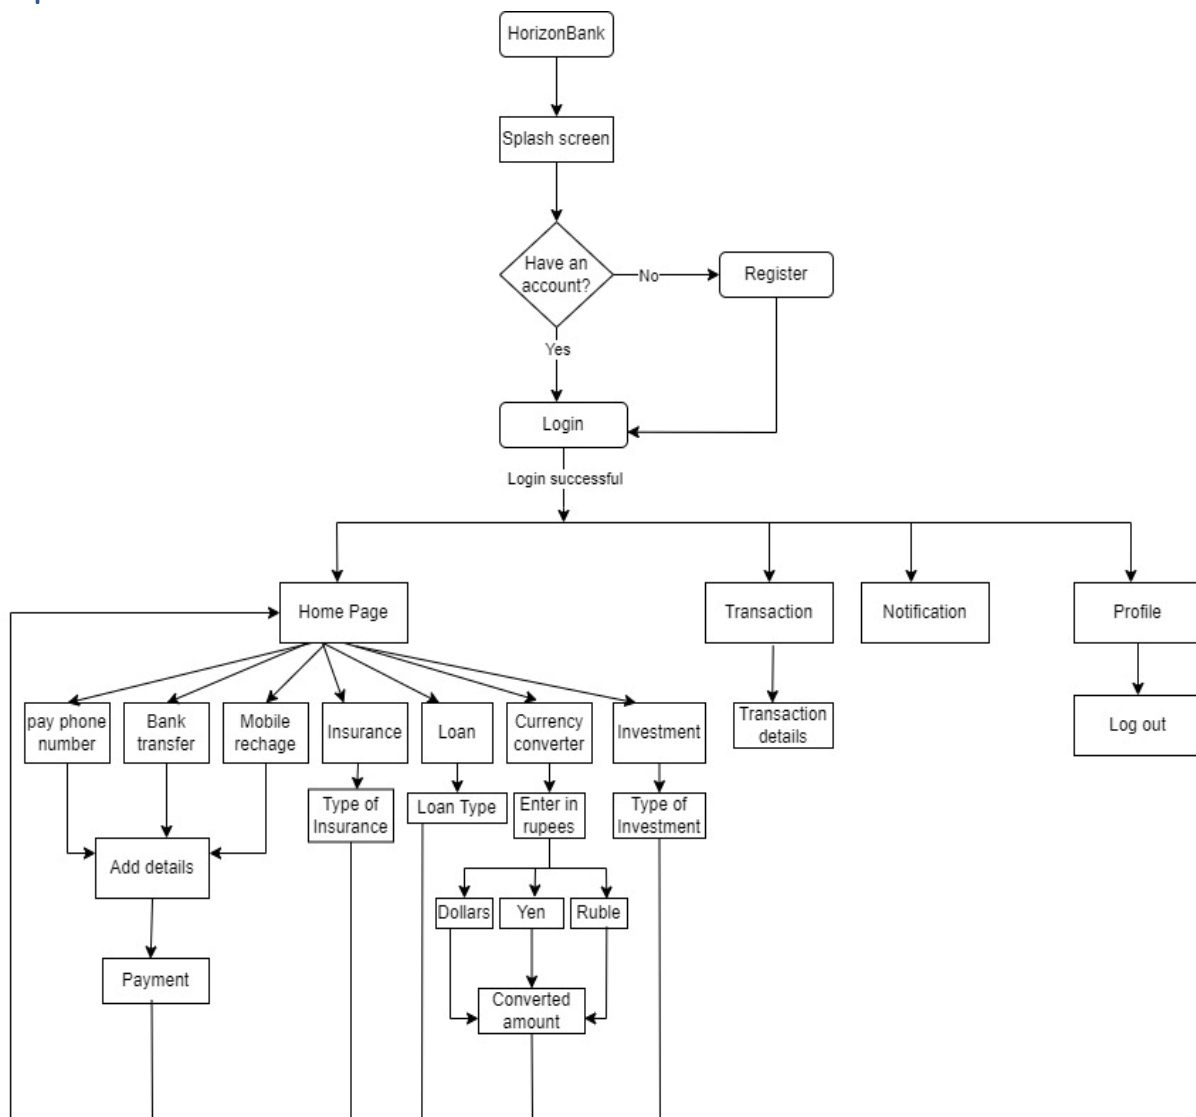 HorizonBank
Splash screen
Have an
account?
No
Register
Yes
Login
Login successful
Home Page
Transaction
Notification
Profile
pay phone
number
Bank
transfer
Mobile
rechage
Insurance
Loan
Currency
converter
Investment
Transaction
details
Log out
Type of
Insurance
Loan Type
Enter in
rupees
Type of
Investment
Add details
Dollars
Yen
Ruble
Payment
Converted
amount